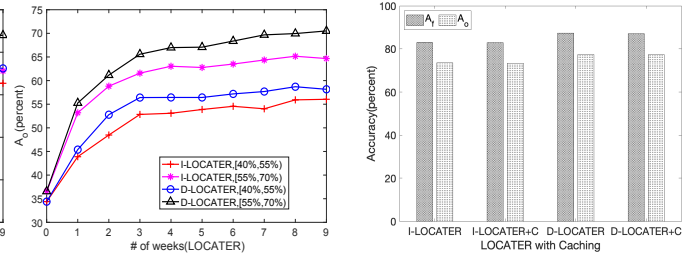 9
A_o (percent)
75
70
65
60
55
50
45
40
35
30
0 1 2 3 4 5 6 7 8 9
# of weeks(LOCATER)
I-LOCATER,[40%,55%)
I-LOCATER,[55%,70%)
D-LOCATER,[40%,55%)
D-LOCATER,[55%,70%)
Accuracy(percent)
100
80
60
40
20
0
A_f A_o
I-LOCATER I-LOCATER+C D-LOCATER D-LOCATER+C
LOCATER with Caching